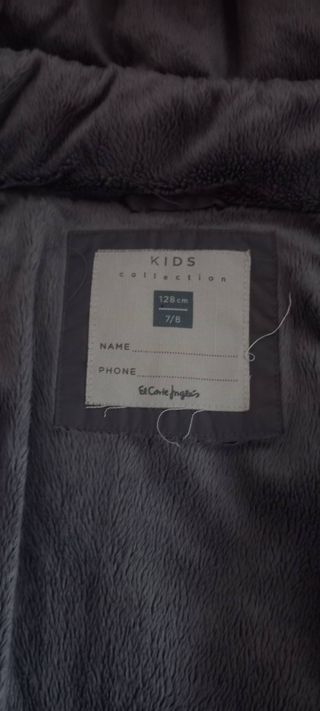 KIDS
collection
128 cm
7/8
NAME
PHONE
El Corte Inglés